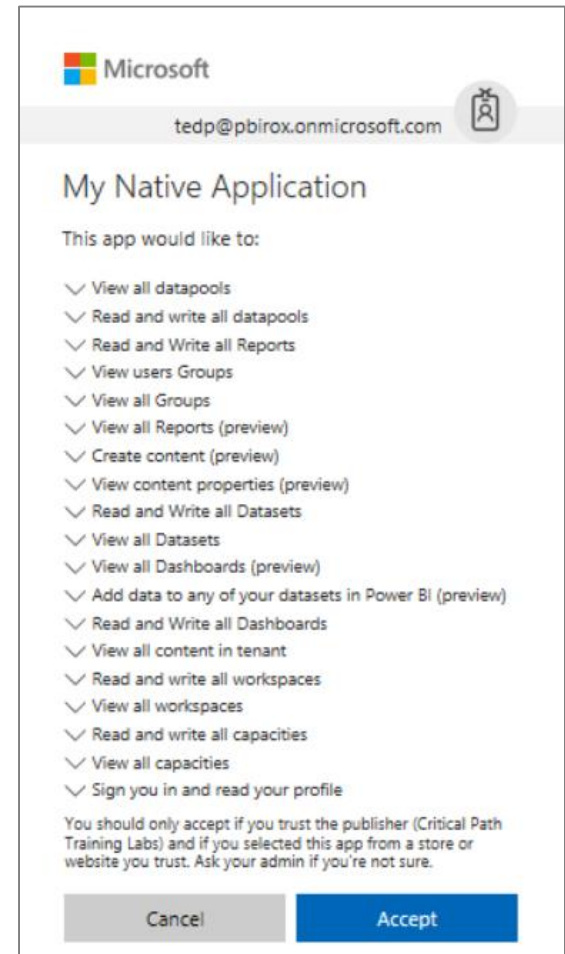 Microsoft
tedp@pbirox.onmicrosoft.com
My Native Application
This app would like to:
View all datapools
Read and write all datapools
Read and Write all Reports
View users Groups
View all Groups
View all Reports (preview)
Create content (preview)
View content properties (preview)
Read and Write all Datasets
View all Datasets
View all Dashboards (preview)
Add data to any of your datasets in Power BI (preview)
Read and Write all Dashboards
View all content in tenant
Read and write all workspaces
View all workspaces
Read and write all capacities
View all capacities
Sign you in and read your profile
You should only accept if you trust the publisher (Critical Path
Training Labs) and if you selected this app from a store or
website you trust. Ask your admin if you're not sure.
Cancel
Accept